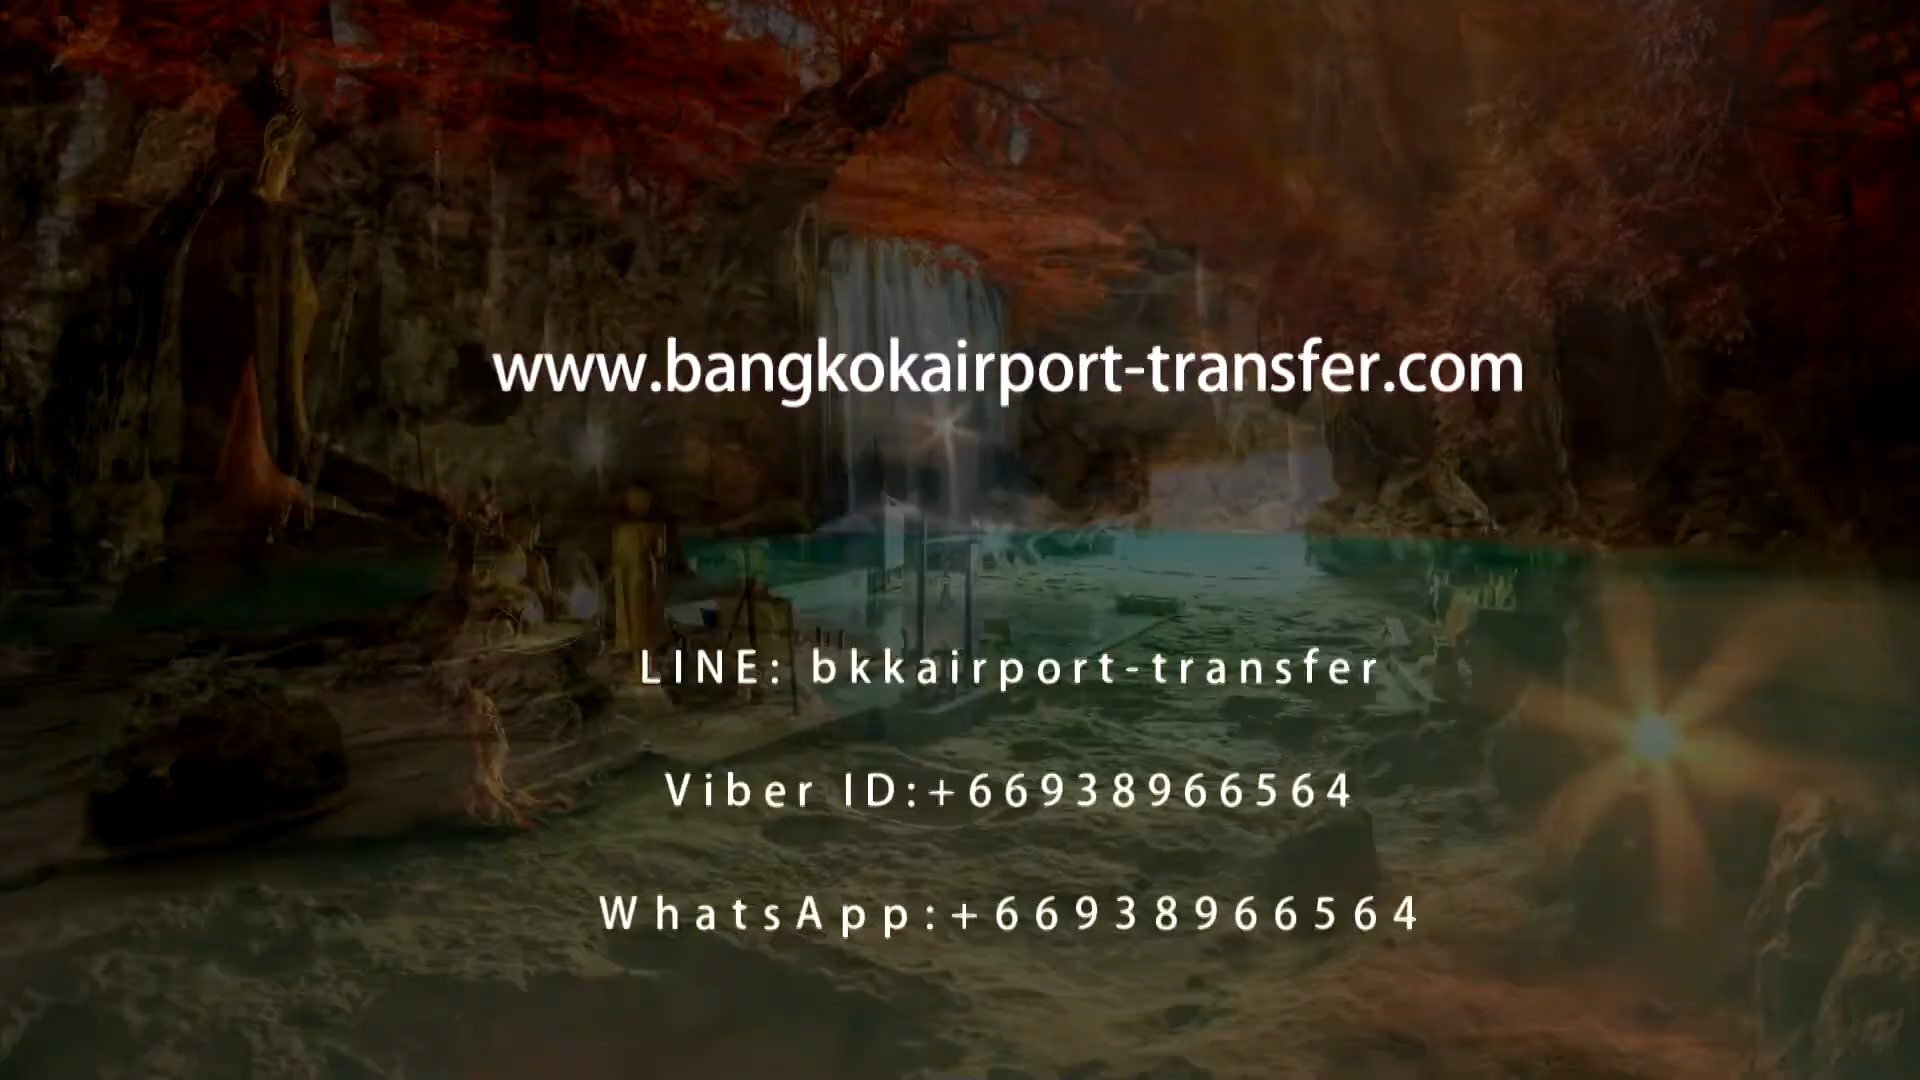 www.bangkokairport-transfer.com
LINE: bkkairport-transfer
Viber ID:+66938966564
WhatsApp:+66938966564